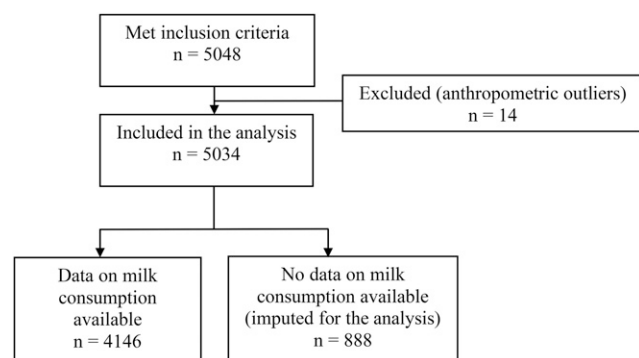 Met inclusion criteria
n = 5048
Excluded (anthropometric outliers)
n = 14
Included in the analysis
n = 5034
Data on milk
consumption
available
n = 4146
No data on milk
consumption available
(imputed for the analysis)
n = 888